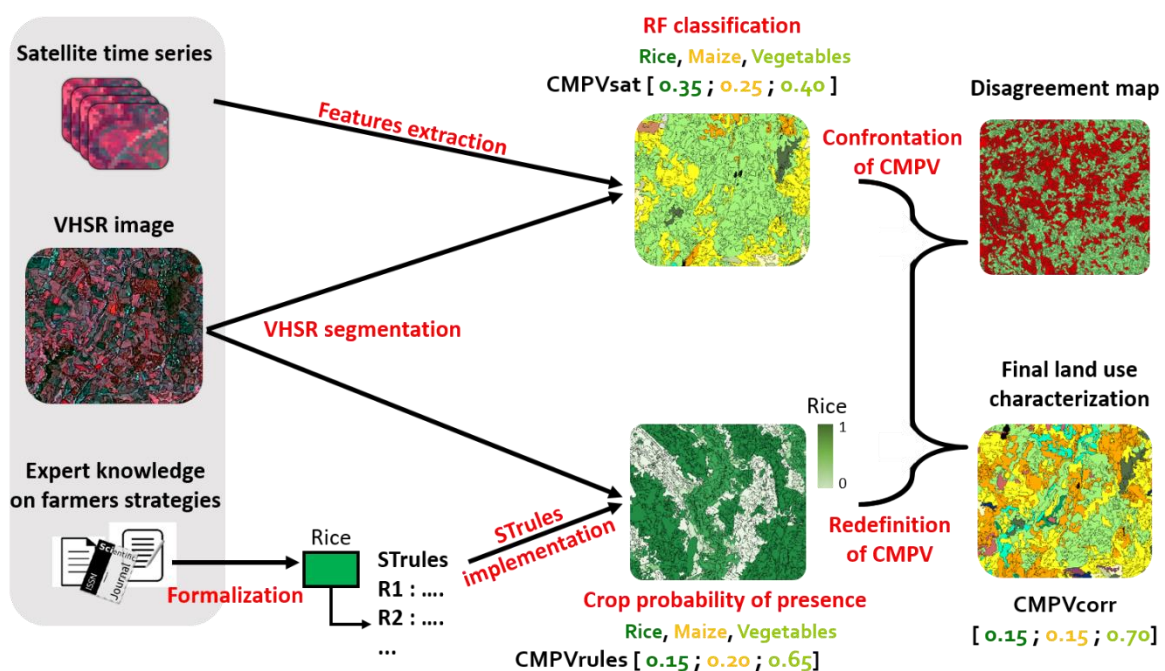 Satellite time series
VHSR image
Expert knowledge
on farmers strategies
Scientific
Journal
ISSN
Formalization
Features extraction
VHSR segmentation
Rice
STrules
R1 : ....
R2 : ....
...
STrules
implementation
RF classification
Rice, Maize, Vegetables
CMPVsat [ 0.35 ; 0.25 ; 0.40 ]
Rice
1
0
Crop probability of presence
Rice, Maize, Vegetables
CMPVrules [ 0.15 ; 0.20 ; 0.65]
Confrontation
of CMPV
Redefinition
of CMPV
Disagreement map
Final land use
characterization
CMPVcorr
[ 0.15 ; 0.15 ; 0.70]